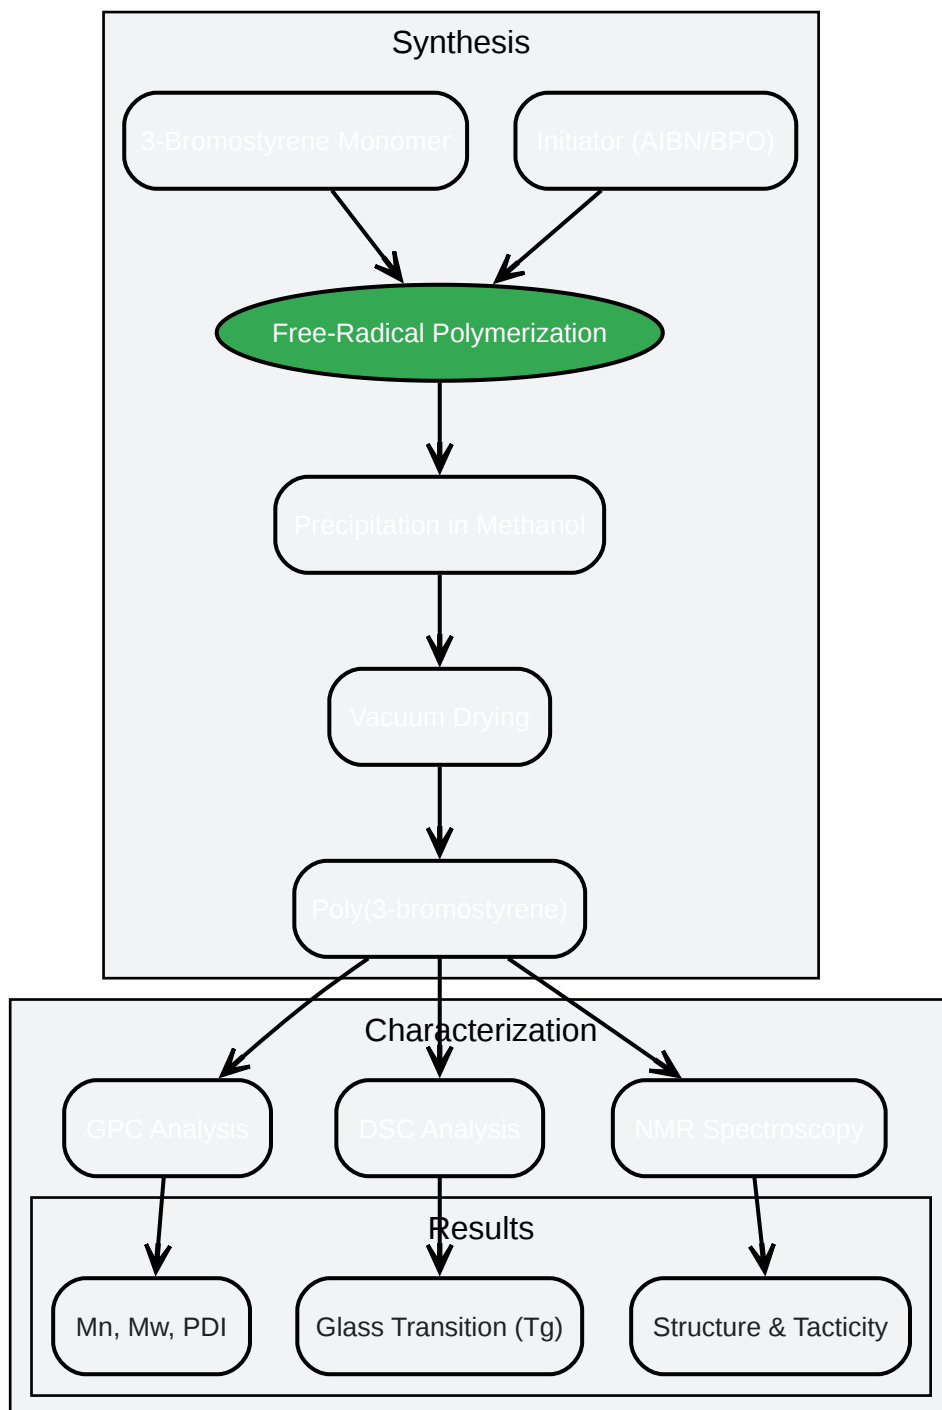 Synthesis
3-Bromostyrene Monomer
Initiator (AIBN/BPO)
Free-Radical Polymerization
Precipitation in Methanol
Vacuum Drying
Poly(3-bromostyrene)
Characterization
GPC Analysis
DSC Analysis
NMR Spectroscopy
Results
Mn, Mw, PDI
Glass Transition (Tg)
Structure & Tacticity